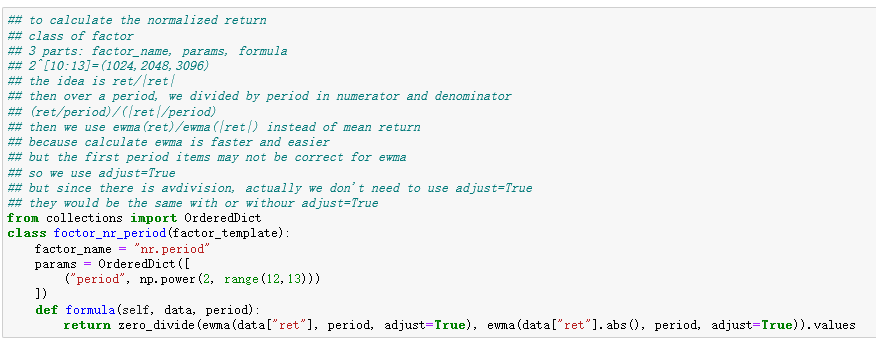 ## to calculate the normalized return
## class of factor
## 3 parts: factor_name, params, formula
## 2^[10:13]=(1024,2048,3096)
## the idea is ret/|ret|
## then over a period, we divided by period in numerator and denominator
## (ret/period)/(|ret|/period)
## then we use ewma(ret)/ewma(|ret|) instead of mean return
## because calculate ewma is faster and easier
## but the first period items may not be correct for ewma
## so we use adjust=True
## but since there is avdivision, actually we don't need to use adjust=True
## they would be the same with or withour adjust=True
from collections import OrderedDict
class foctor_nr_period(factor_template):
    factor_name = "nr.period"
    params = OrderedDict([
        ("period", np.power(2, range(12,13)))
    ])
    def formula(self, data, period):
        return zero_divide(ewma(data["ret"], period, adjust=True), ewma(data["ret"].abs(), period, adjust=True)).values